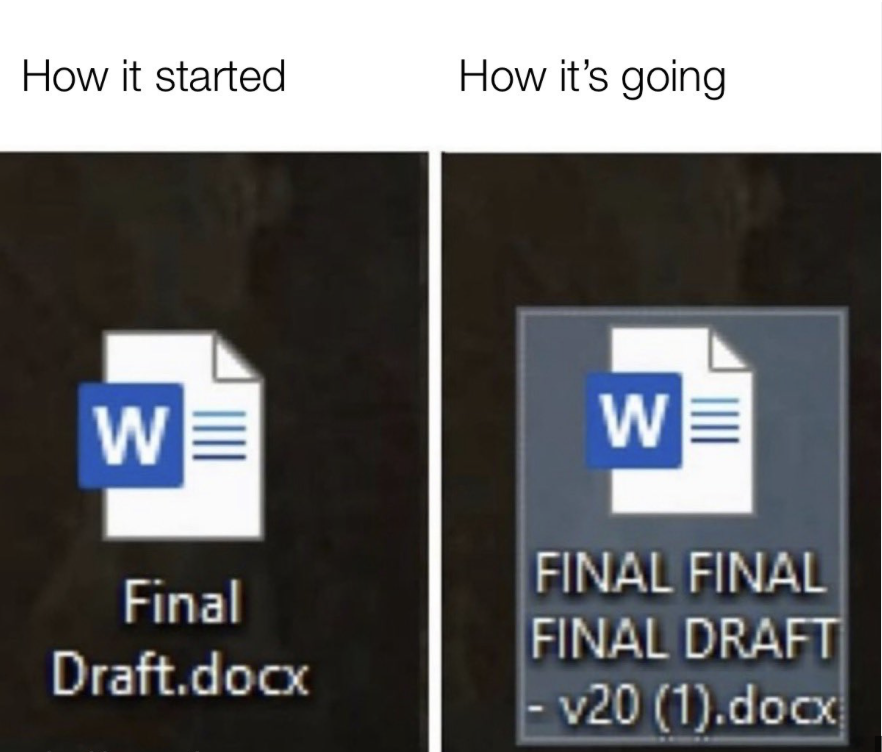 How it started
How it's going
W
Final
Draft.docx
W
FINAL FINAL
FINAL DRAFT
- v20 (1).docx